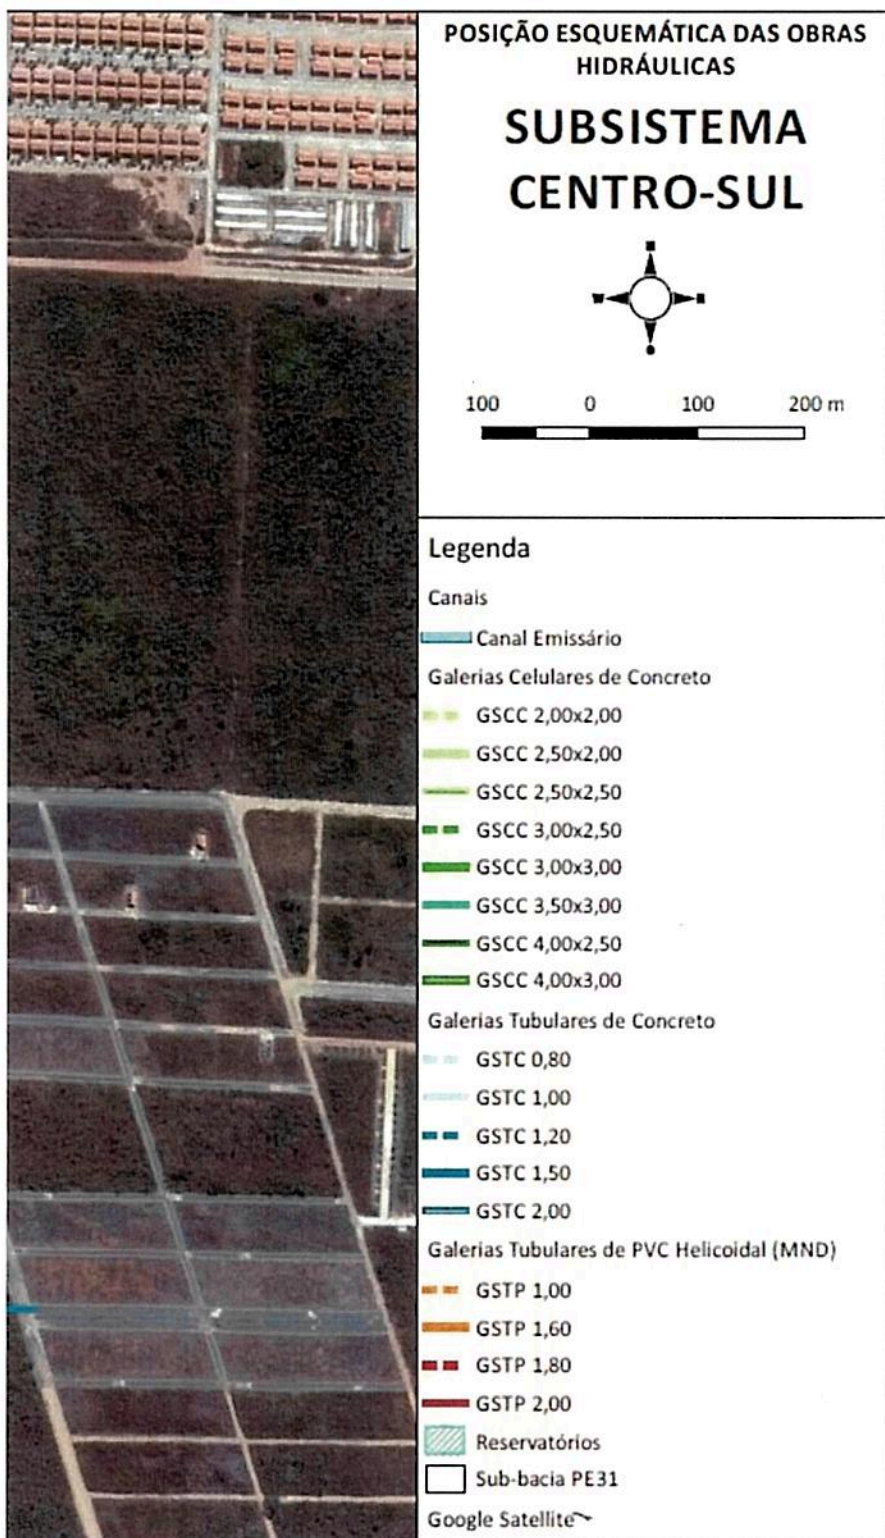 POSIÇÃO ESQUEMÁTICA DAS OBRAS
HIDRÁULICAS
SUBSISTEMA
CENTRO-SUL
100 0 100 200 m
Legenda
Canais
Canal Emissário
Galerias Celulares de Concreto
GSCC 2,00x2,00
GSCC 2,50x2,00
GSCC 2,50x2,50
GSCC 3,00x2,50
GSCC 3,00x3,00
GSCC 3,50x3,00
GSCC 4,00x2,50
GSCC 4,00x3,00
Galerias Tubulares de Concreto
GSTC 0,80
GSTC 1,00
GSTC 1,20
GSTC 1,50
GSTC 2,00
Galerias Tubulares de PVC Helicoidal (MND)
GSTP 1,00
GSTP 1,60
GSTP 1,80
GSTP 2,00
Reservatórios
Sub-bacia PE31
Google Satellite